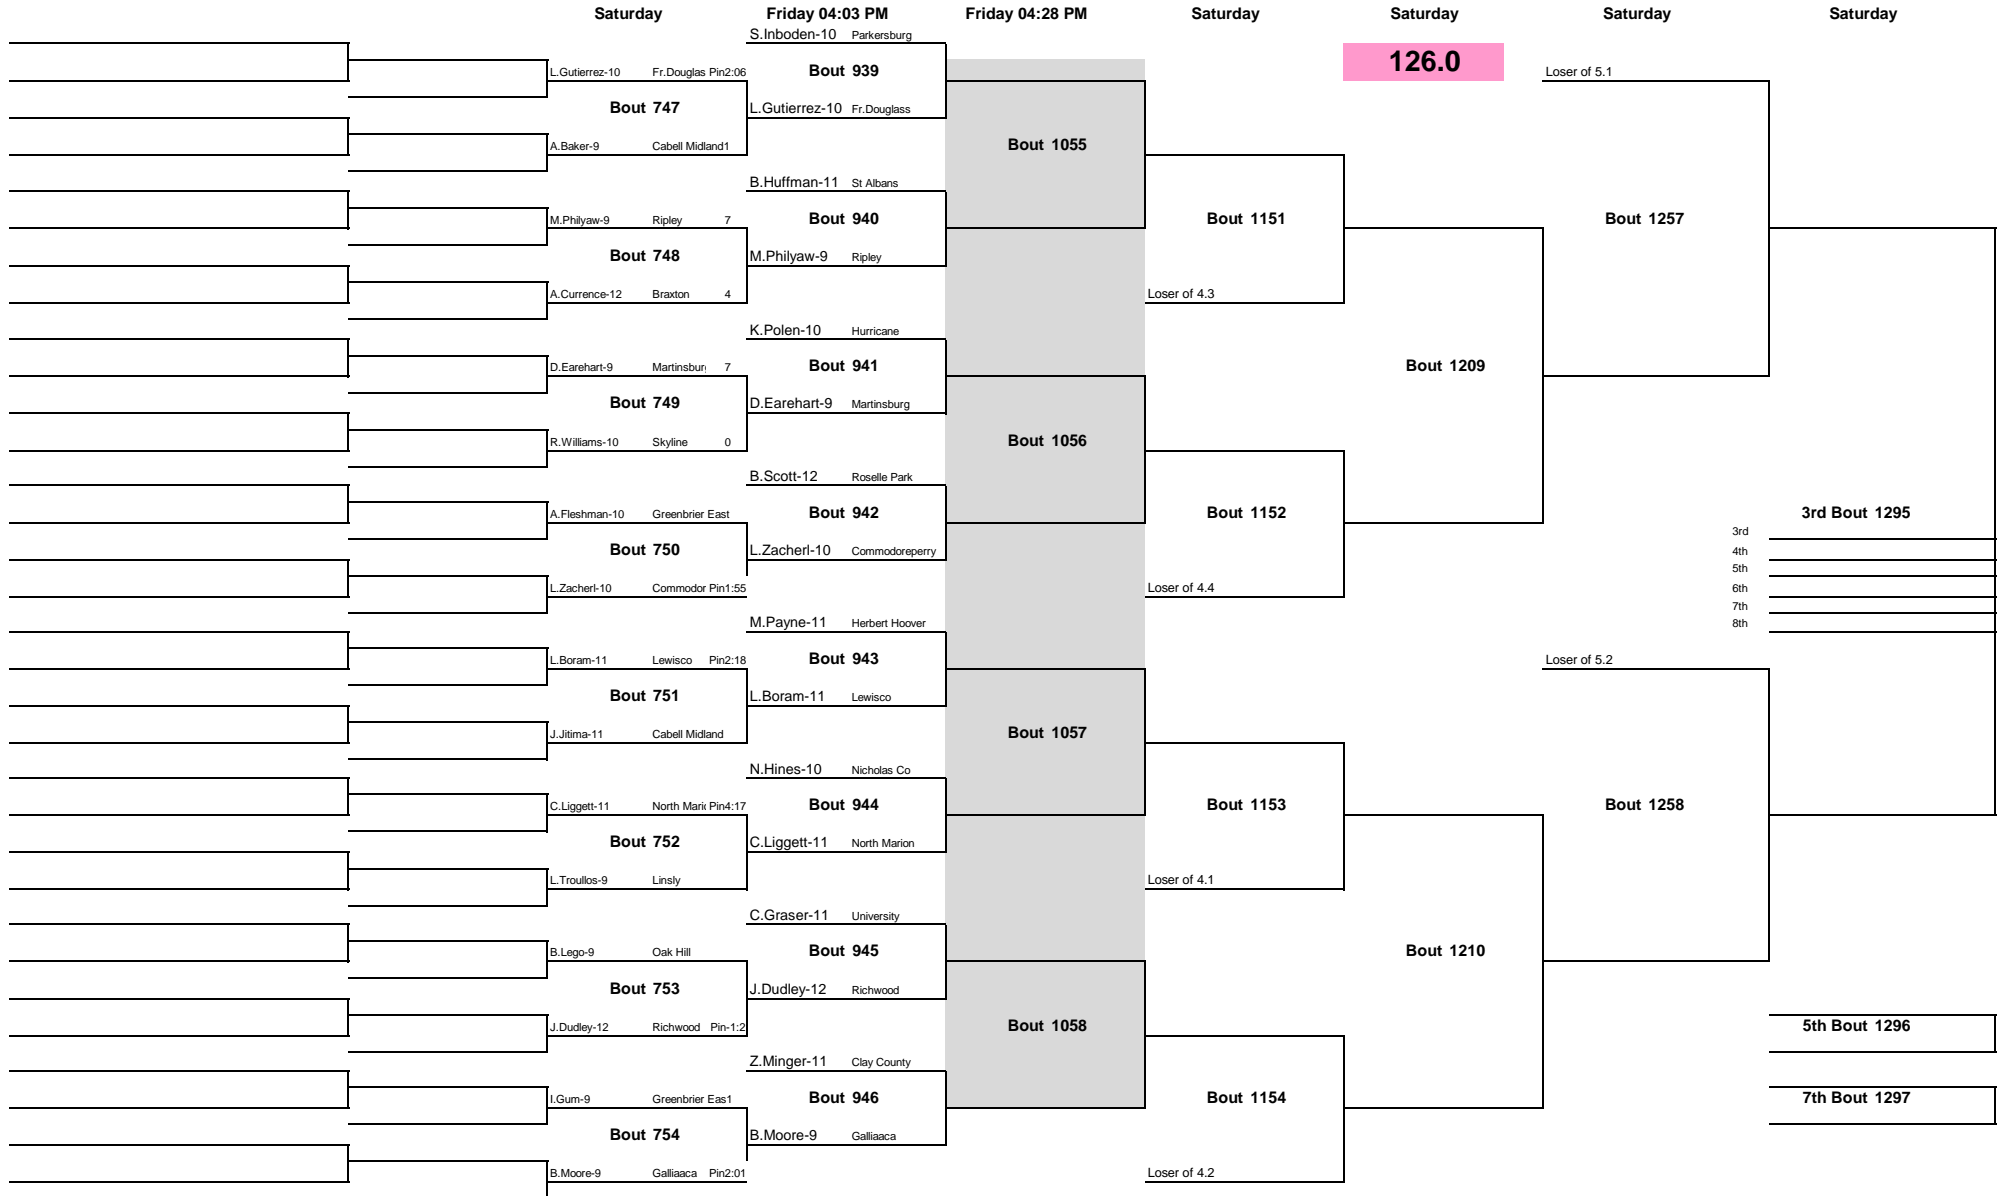 Saturday Friday 04:03 PM Friday 04:28 PM Saturday Saturday Saturday Saturday
S.Inboden-10 Parkersburg
126.0
L.Gutierrez-10 Fr.Douglas Pin2:06
Bout 939
Loser of 5.1
Bout 747
L.Gutierrez-10 Fr.Douglass
A.Baker-9 Cabell Midland1
Bout 1055
B.Huffman-11 St Albans
M.Philyaw-9 Ripley 7
Bout 940
Bout 1151
Bout 1257
Bout 748
M.Philyaw-9 Ripley
A.Currence-12 Braxton 4
Loser of 4.3
K.Polen-10 Hurricane
D.Earehart-9 Martinsbur 7
Bout 941
Bout 1209
Bout 749
D.Earehart-9 Martinsburg
R.Williams-10 Skyline 0
Bout 1056
B.Scott-12 Roselle Park
A.Fleshman-10 Greenbrier East
Bout 942
Bout 1152
3rd Bout 1295
3rd
Bout 750
L.Zacherl-10 Commodoreperry
4th
5th
L.Zacherl-10 Commodor Pin1:55
Loser of 4.4
6th
7th
M.Payne-11 Herbert Hoover
8th
L.Boram-11 Lewisco Pin2:18
Bout 943
Loser of 5.2
Bout 751
L.Boram-11 Lewisco
J.Jitima-11 Cabell Midland
Bout 1057
N.Hines-10 Nicholas Co
C.Liggett-11 North Mari Pin4:17
Bout 944
Bout 1153
Bout 1258
Bout 752
C.Liggett-11 North Marion
L.Troullos-9 Linsly
Loser of 4.1
C.Graser-11 University
B.Lego-9 Oak Hill
Bout 945
Bout 1210
Bout 753
J.Dudley-12 Richwood
J.Dudley-12 Richwood Pin-1:2
Bout 1058
5th Bout 1296
Z.Minger-11 Clay County
I.Gum-9 Greenbrier Eas1
Bout 946
Bout 1154
7th Bout 1297
Bout 754
B.Moore-9 Galliaaca
B.Moore-9 Galliaaca Pin2:01
Loser of 4.2